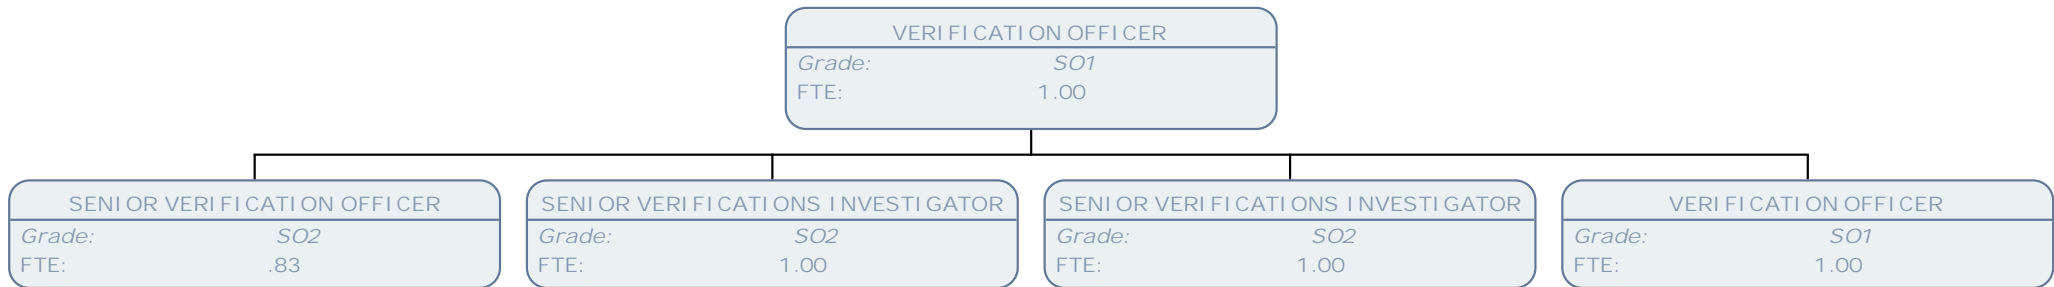 VERIFICATION OFFICER
Grade: SO1
FTE: 1.00
SENIOR VERIFICATION OFFICER
Grade: SO2
FTE: .83
SENIOR VERIFICATIONS INVESTIGATOR
Grade: SO2
FTE: 1.00
SENIOR VERIFICATIONS INVESTIGATOR
Grade: SO2
FTE: 1.00
VERIFICATION OFFICER
Grade: SO1
FTE: 1.00